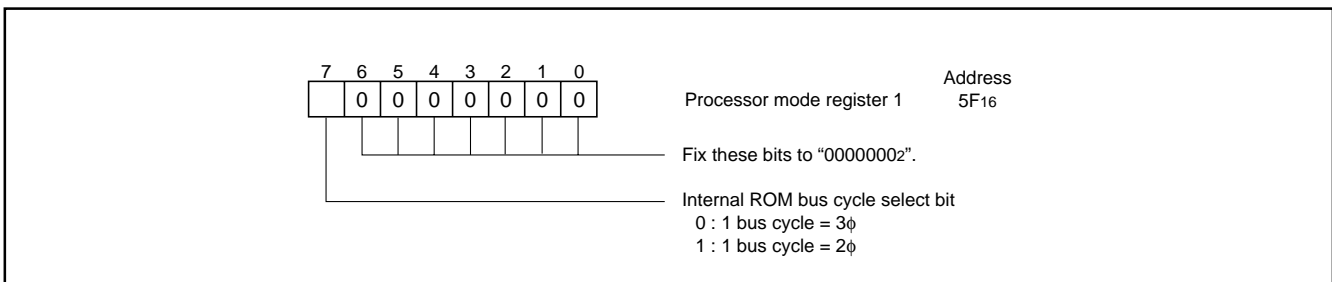 7 6 5 4 3 2 1 0
Address
0 0 0 0 0 0 0
Processor mode register 1
5F16
Fix these bits to “00000002”.
Internal ROM bus cycle select bit
0 : 1 bus cycle = 3ϕ
1 : 1 bus cycle = 2ϕ